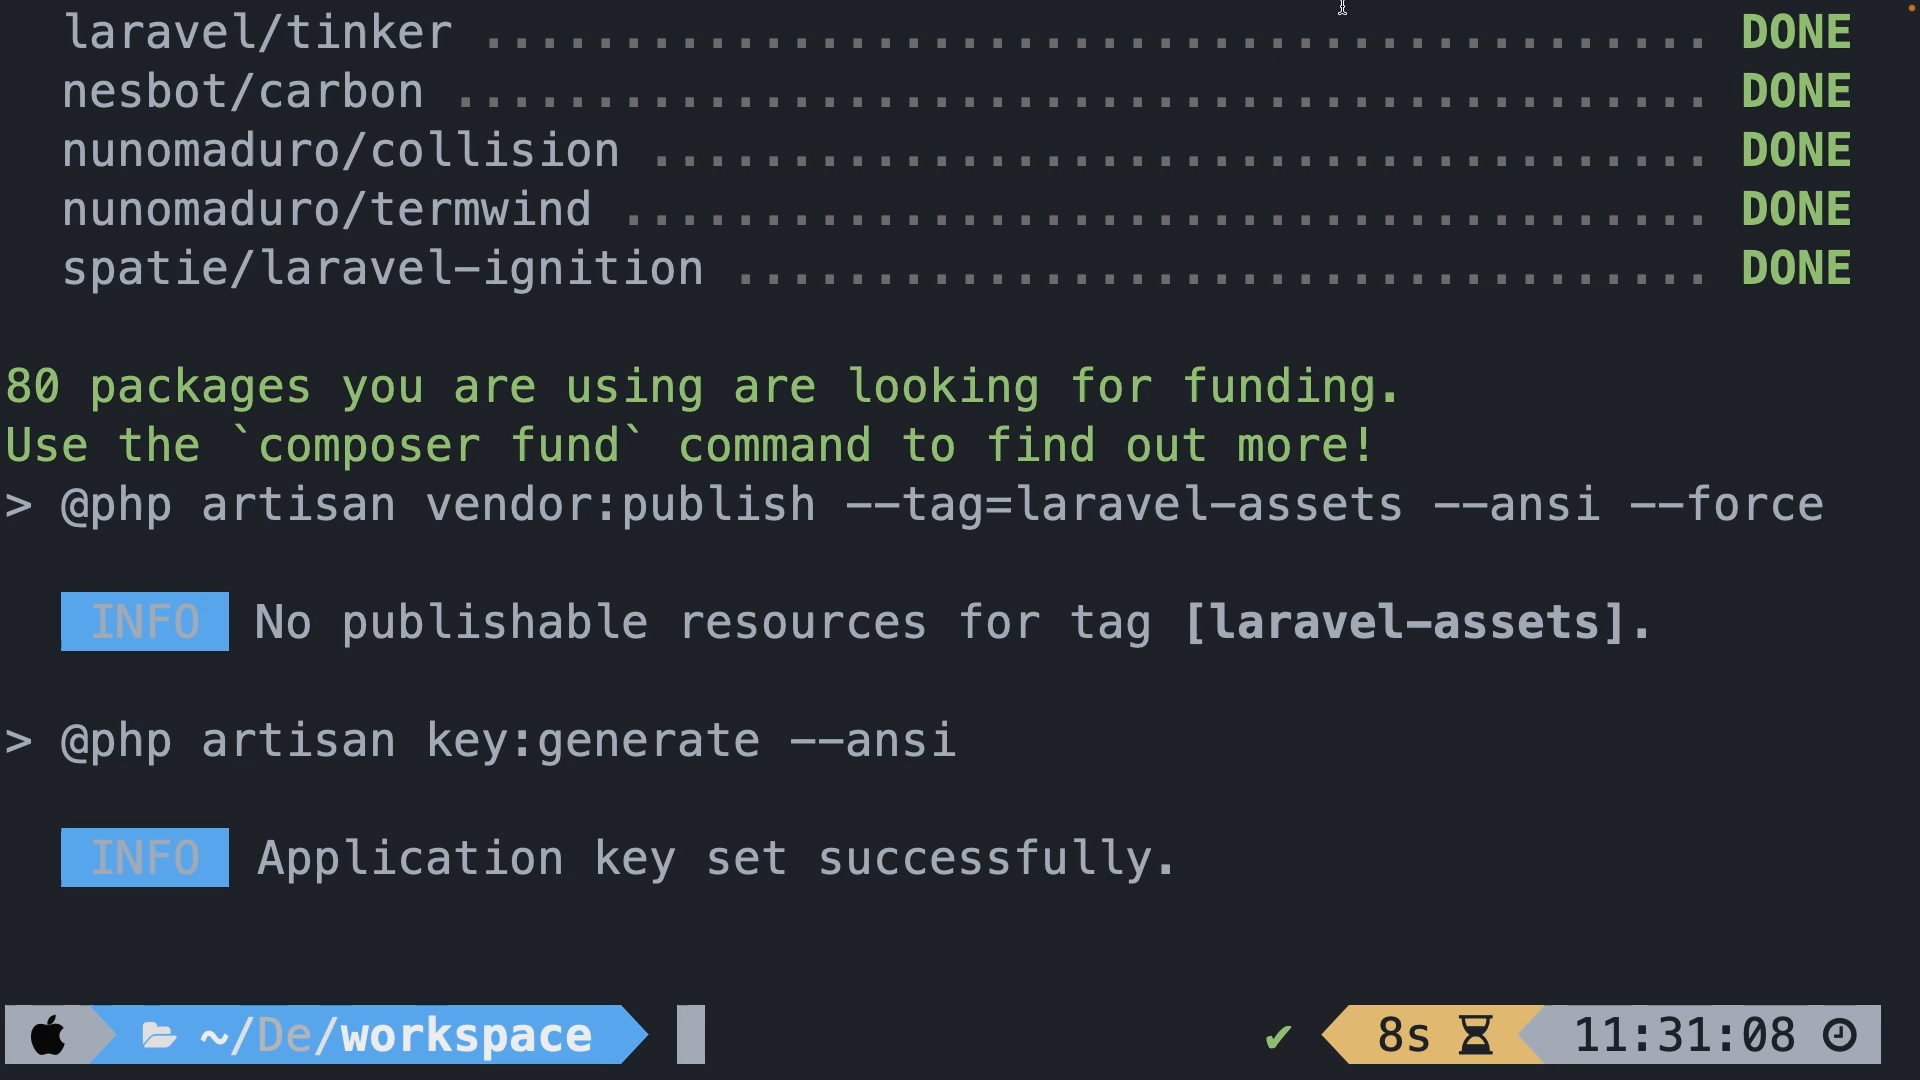 laravel/tinker ............................................ DONE
nesbot/carbon ............................................. DONE
nunomaduro/collision ...................................... DONE
nunomaduro/termwind ....................................... DONE
spatie/laravel-ignition ................................... DONE
80 packages you are using are looking for funding.
Use the `composer fund` command to find out more!
> @php artisan vendor:publish --tag=laravel-assets --ansi --force
INFO No publishable resources for tag [laravel-assets].
> @php artisan key:generate --ansi
INFO Application key set successfully.
~/De/workspace ✔ 8s 11:31:08